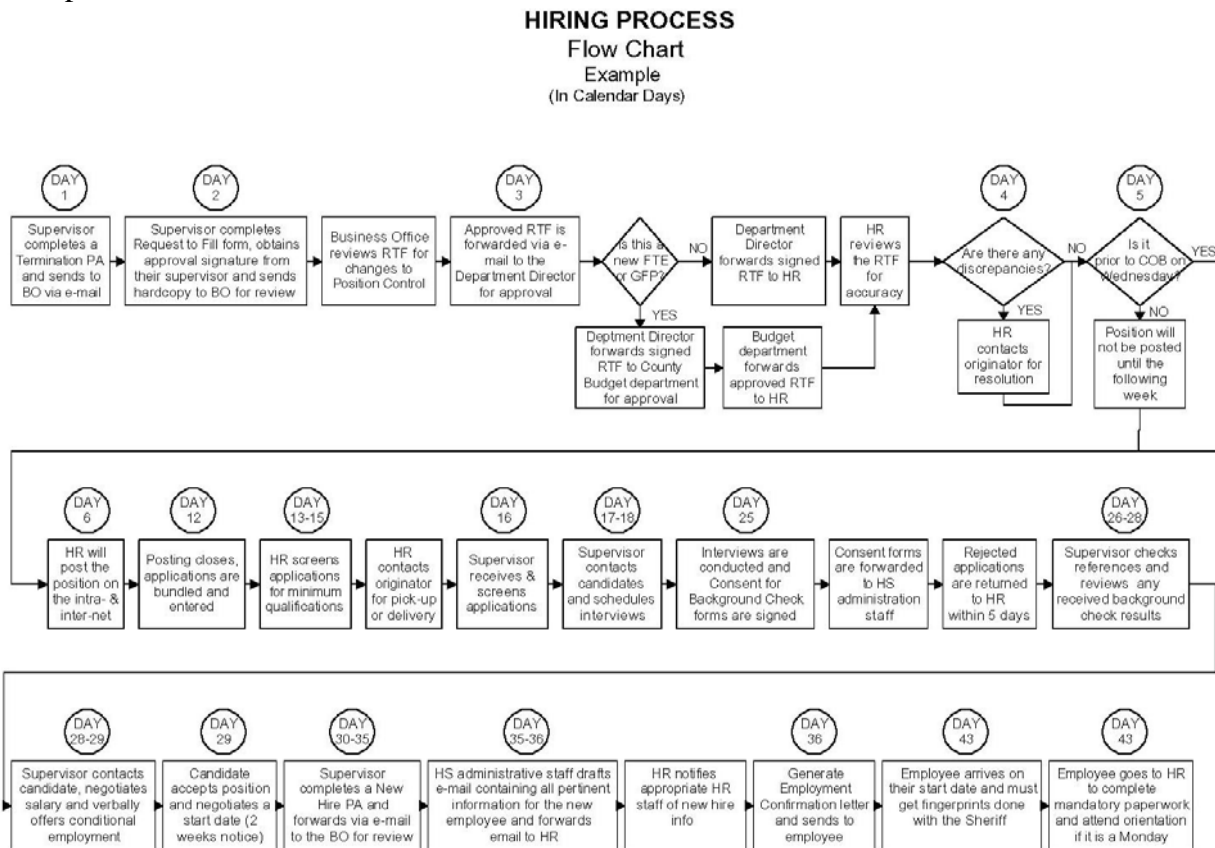 HIRING PROCESS
Flow Chart
Example
(In Calendar Days)
DAY
1
Supervisor
completes a
Termination PA
and sends to
BO via e-mail
DAY
2
Supervisor completes
Request to Fill form, obtains
approval signature from
their supervisor and sends
hardcopy to BO for review
Business Office
reviews RTF for
changes to
Position Control
DAY
3
Approved RTF is
forwarded via e-
mail to the
Department Director
for approval
Is this a
new FTE
or GFP?
NO
YES
Department
Director
forwards signed
RTF to HR
Deptment Director
forwards signed
RTF to County
Budget department
for approval
Budget
department
forwards
approved RTF
to HR
HR
reviews
the RTF
for
accuracy
DAY
4
Are there any
discrepancies?
NO
YES
HR
contacts
originator for
resolution
DAY
5
Is it
prior to COB on
Wednesday?
YES
NO
Position will
not be posted
until the
following
week
DAY
6
HR will
post the
position on
the intra- &
inter-net
DAY
12
Posting closes,
applications are
bundled and
entered
DAY
13-15
HR screens
applications
for minimum
qualifications
HR
contacts
originator
for pick-up
or delivery
DAY
16
Supervisor
receives &
screens
applications
DAY
17-18
Supervisor
contacts
candidates
and schedules
interviews
DAY
25
Interviews are
conducted and
Consent for
Background Check
forms are signed
Consent forms
are forwarded
to HS
administration
staff
Rejected
applications
are returned
to HR
within 5 days
DAY
26-28
Supervisor checks
references and
reviews any
received background
check results
DAY
28-29
Supervisor contacts
candidate, negotiates
salary and verbally
offers conditional
employment
DAY
29
Candidate
accepts position
and negotiates a
start date (2
weeks notice)
DAY
30-35
Supervisor
completes a New
Hire PA and
forwards via e-mail
to the BO for review
DAY
35-36
HS administrative staff drafts
e-mail containing all pertinent
information for the new
employee and forwards
email to HR
HR notifies
appropriate HR
staff of new hire
info
DAY
36
Generate
Employment
Confirmation letter
and sends to
employee
DAY
43
Employee arrives on
their start date and must
get fingerprints done
with the Sheriff
DAY
43
Employee goes to HR
to complete
mandatory paperwork
and attend orientation
if it is a Monday